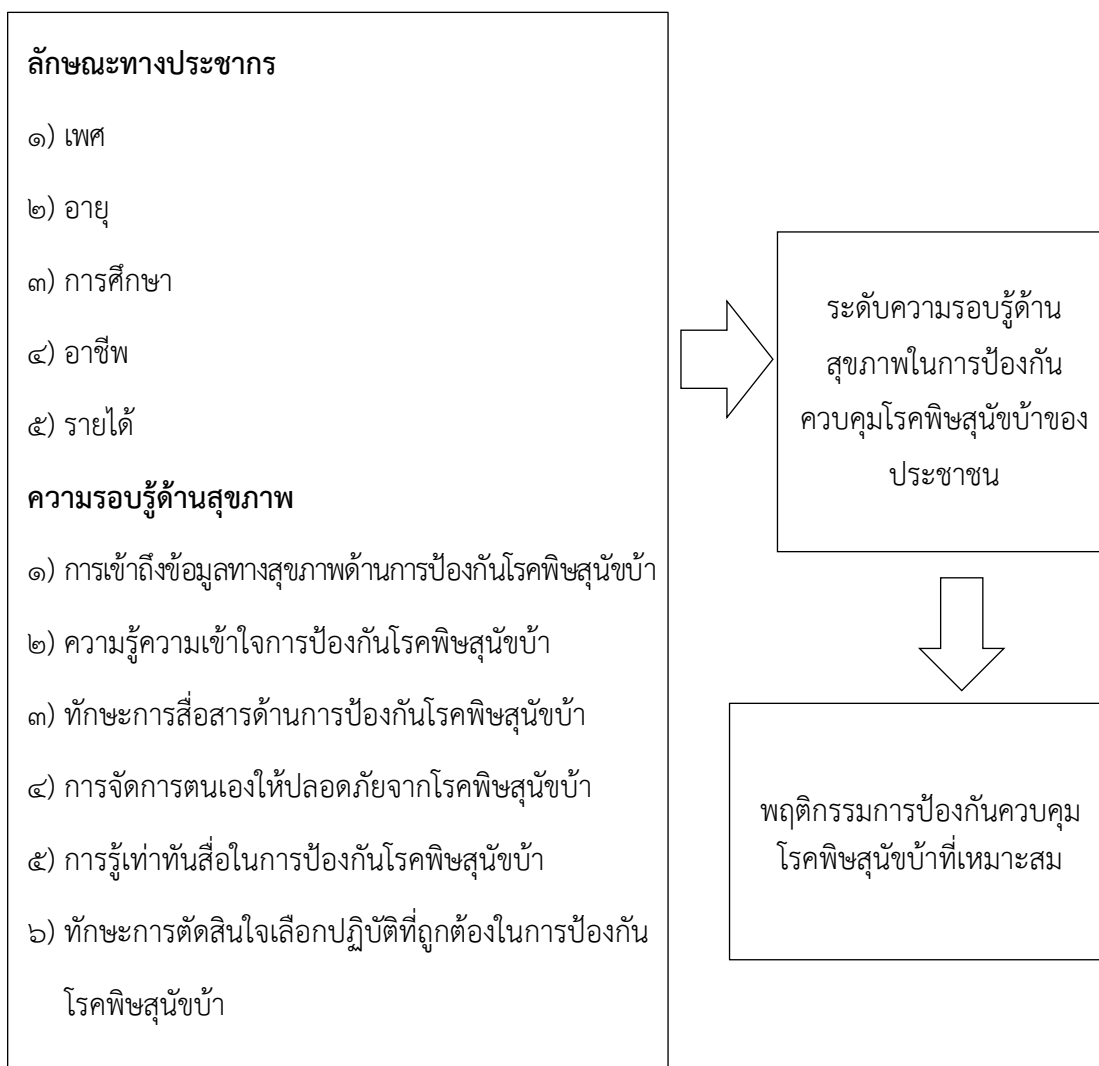 ลักษณะทางประชากร
๑) เพศ
๒) อายุ
๓) การศึกษา
๔) อาชีพ
๕) รายได้
ความรอบรู้ด้านสุขภาพ
๑) การเข้าถึงข้อมูลทางสุขภาพด้านการป้องกันโรคพิษสุนัขบ้า
๒) ความรู้ความเข้าใจการป้องกันโรคพิษสุนัขบ้า
๓) ทักษะการสื่อสารด้านการป้องกันโรคพิษสุนัขบ้า
๔) การจัดการตนเองให้ปลอดภัยจากโรคพิษสุนัขบ้า
๕) การรู้เท่าทันสื่อในการป้องกันโรคพิษสุนัขบ้า
๖) ทักษะการตัดสินใจเลือกปฏิบัติที่ถูกต้องในการป้องกัน
โรคพิษสุนัขบ้า
ระดับความรอบรู้ด้าน
สุขภาพในการป้องกัน
ควบคุมโรคพิษสุนัขบ้าของ
ประชาชน
พฤติกรรมการป้องกันควบคุม
โรคพิษสุนัขบ้าที่เหมาะสม